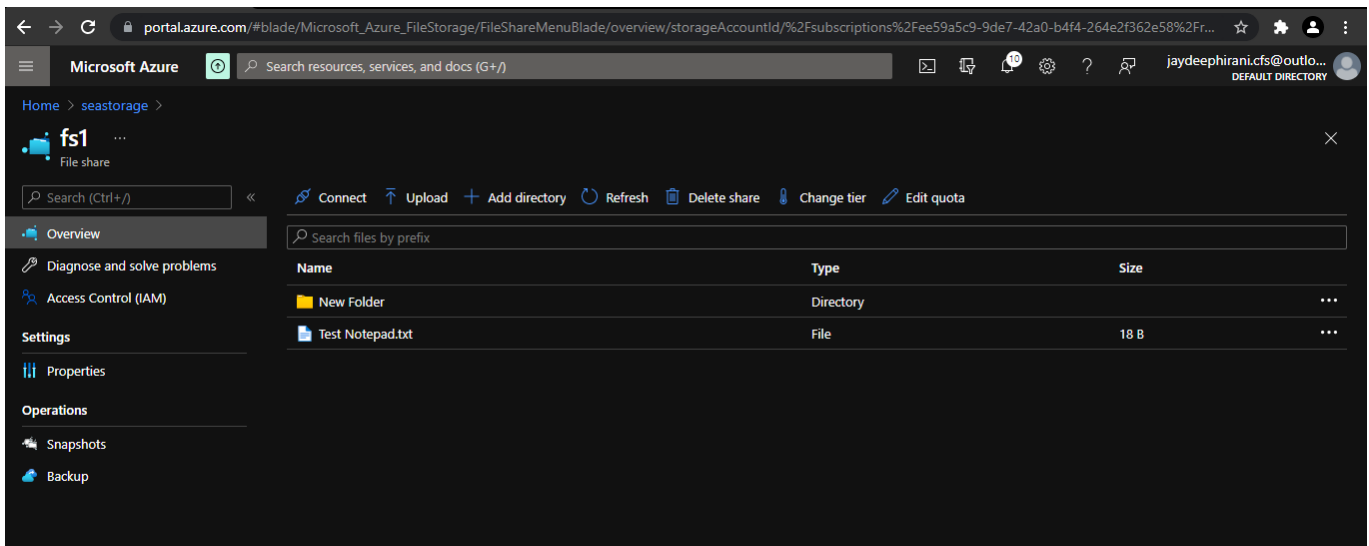 portal.azure.com/#blade/Microsoft_Azure_FileStorage/FileShareMenuBlade/overview/storageAccountId/%2Fsubscriptions%2Fee59a5c9-9de7-42a0-b4f4-264e2f362e58%2Fr...
Microsoft Azure Search resources, services, and docs (G+/) 10 jaydeephirani.cfs@outlo...
DEFAULT DIRECTORY
Home > seastorage >
fs1 ...
File share
Search (Ctrl+/) « Connect Upload Add directory Refresh Delete share Change tier Edit quota
Overview
Search files by prefix
Diagnose and solve problems
Name Type Size
Access Control (IAM)
New Folder Directory ...
Settings
Test Notepad.txt File 18 B ...
Properties
Operations
Snapshots
Backup